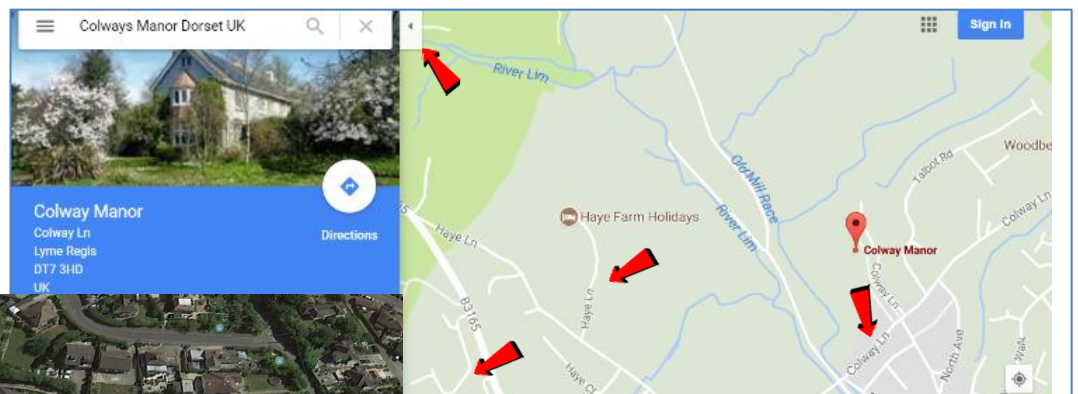 Colways Manor Dorset UK
Sign in
River Lim
Woodbe
Talbot Rd
Old Mill Race
Colway Manor
Colway Ln
Lyme Regis
DT7 3HD
UK
Directions
Haye Ln
Haye Farm Holidays
River Lim
Colway Manor
Colway Ln
Colway Ln
B3165
Haye Ln
Colway Ln
North Ave